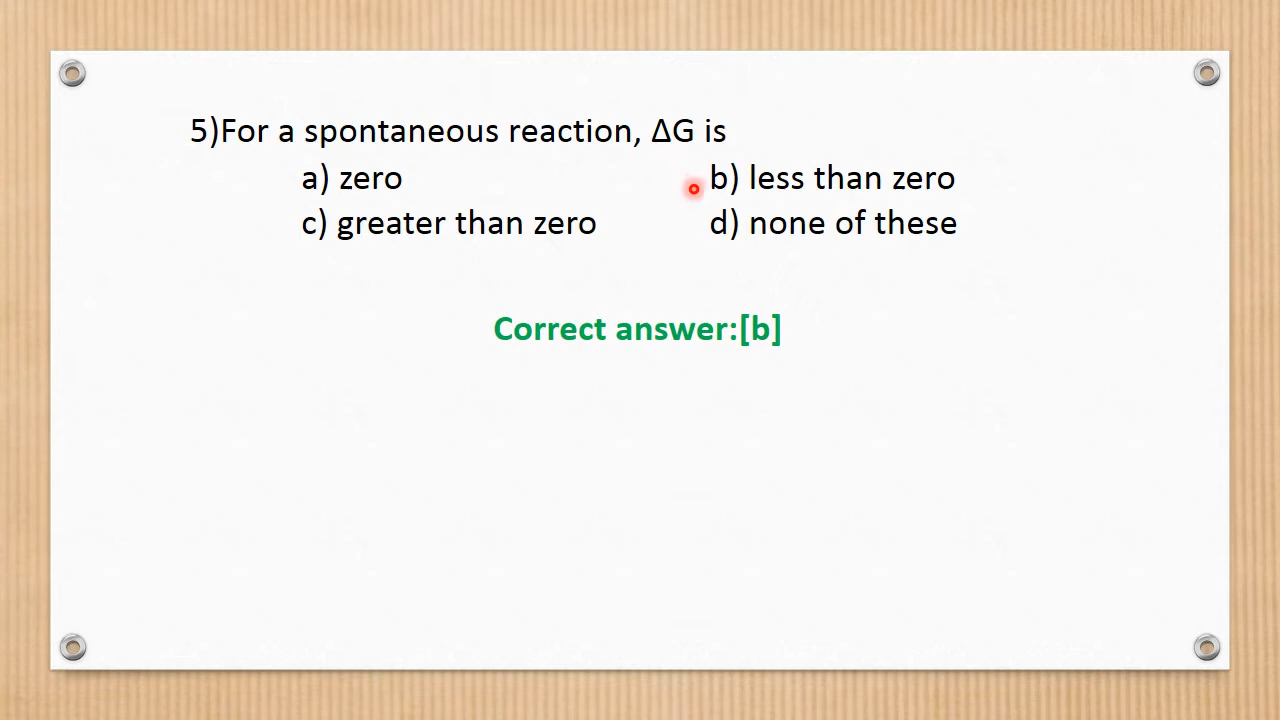 5)For a spontaneous reaction, ΔG is
a) zero b) less than zero
c) greater than zero d) none of these
Correct answer:[b]